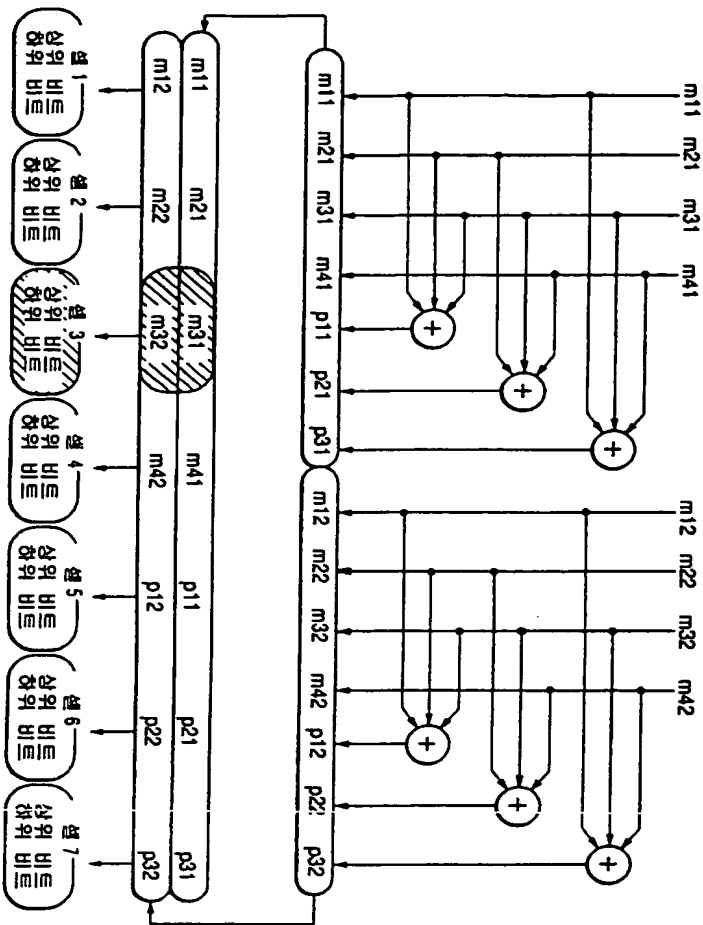 m11 m21 m31 m41 m12 m22 m32 m42
+ +
+ +
+ +
m11 m21 m31 m41 p11 p21 p31 m12 m22 m32 m42 p12 p22 p32
m11 m21 m31 m41 p11 p21 p31
m12 m22 m32 m42 p12 p22 p32
셀 1 셀 2 셀 3 셀 4 셀 5 셀 6 셀 7
상위 비트 상위 비트 상위 비트 상위 비트 상위 비트 상위 비트 상위 비트
하위 비트 하위 비트 하위 비트 하위 비트 하위 비트 하위 비트 하위 비트